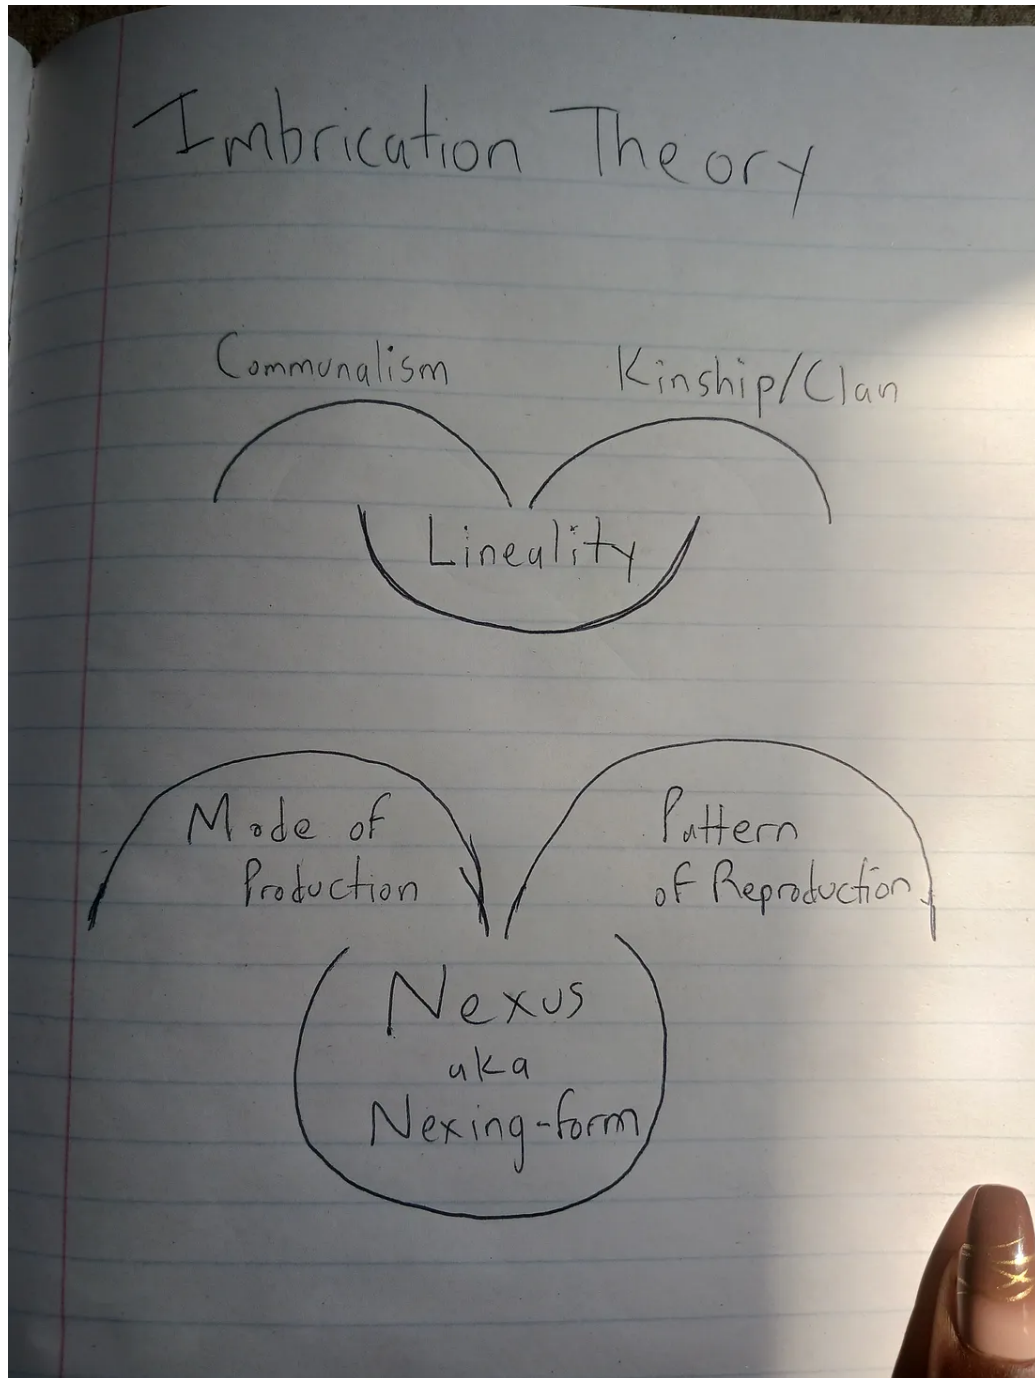 Imbrication Theory
Communalism
Kinship/Clan
Lineality
Mode of
Production
Pattern
of Reproduction
Nexus
aka
Nexing-form